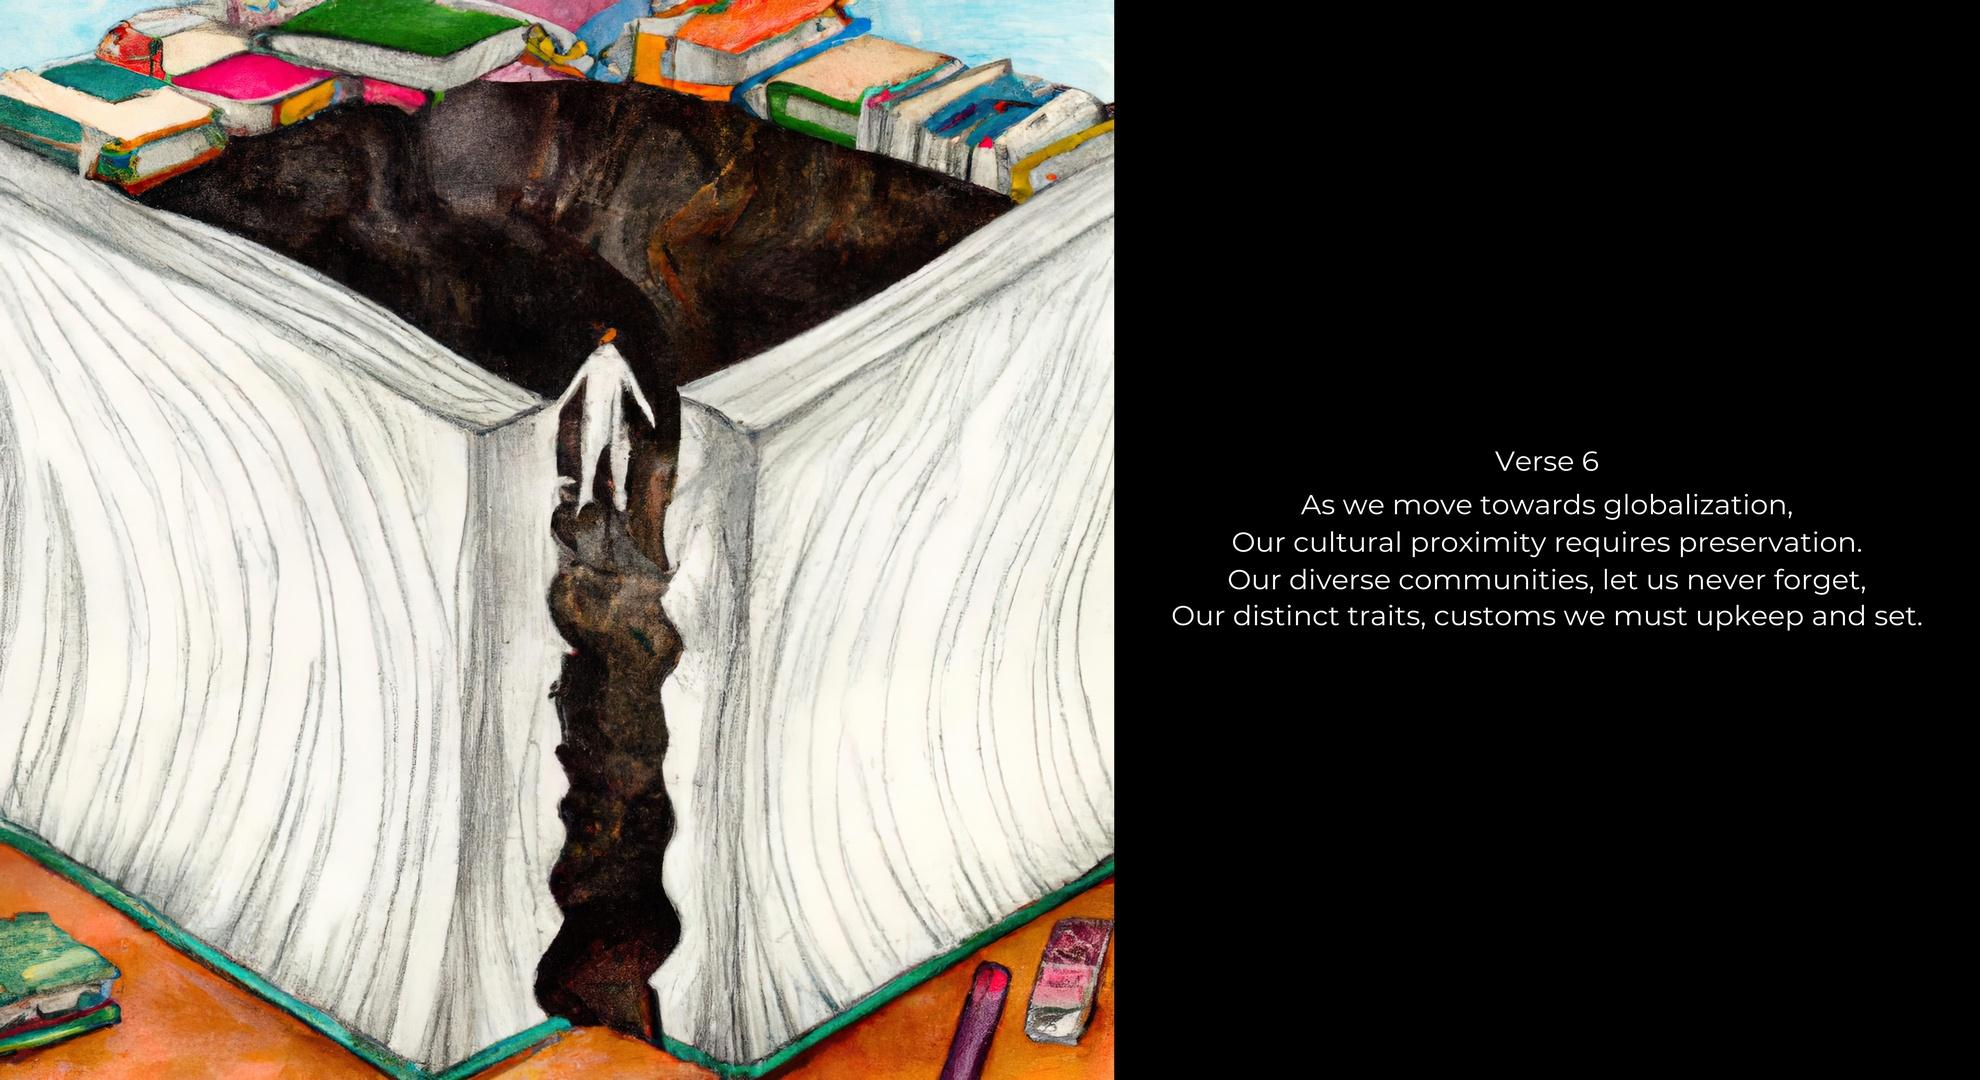 Verse 6
As we move towards globalization,
Our cultural proximity requires preservation.
Our diverse communities, let us never forget,
Our distinct traits, customs we must upkeep and set.